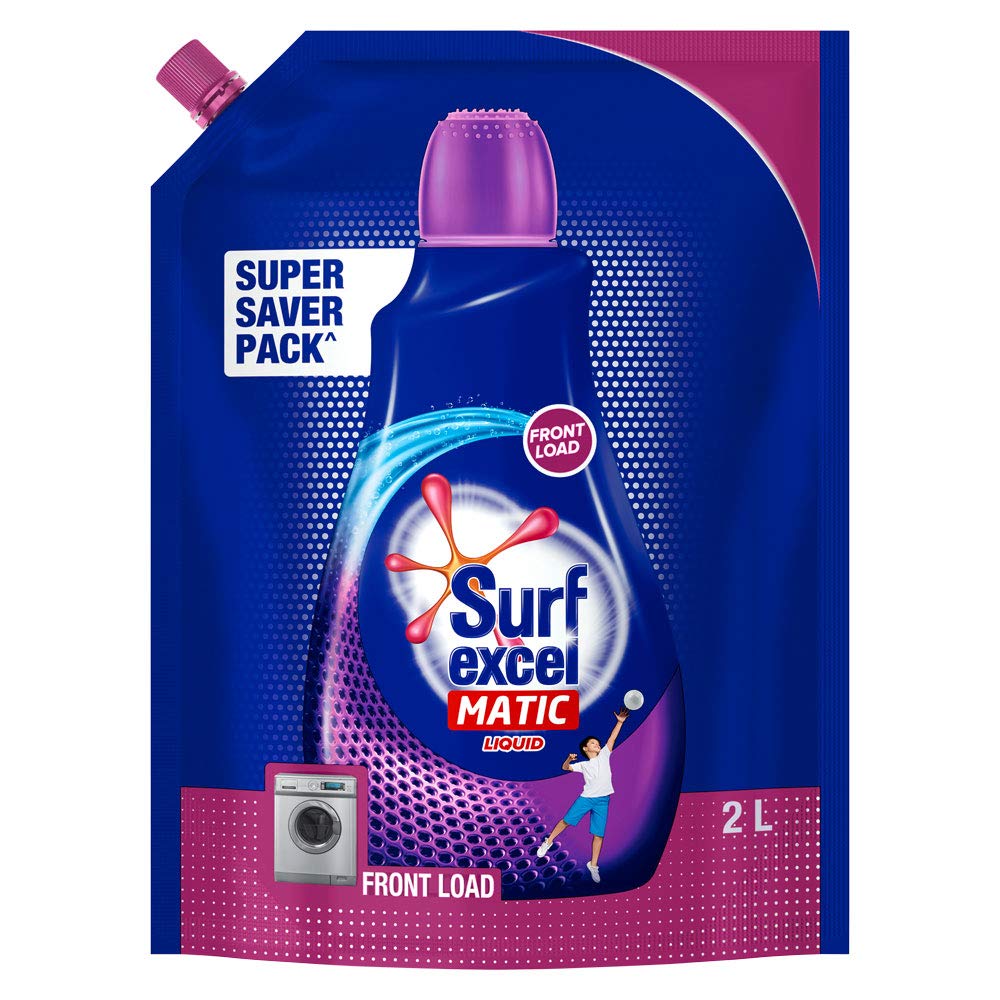 SUPER
SAVER
PACK^
FRONT
LOAD
Surf
excel
MATIC
LIQUID
2 L
FRONT LOAD